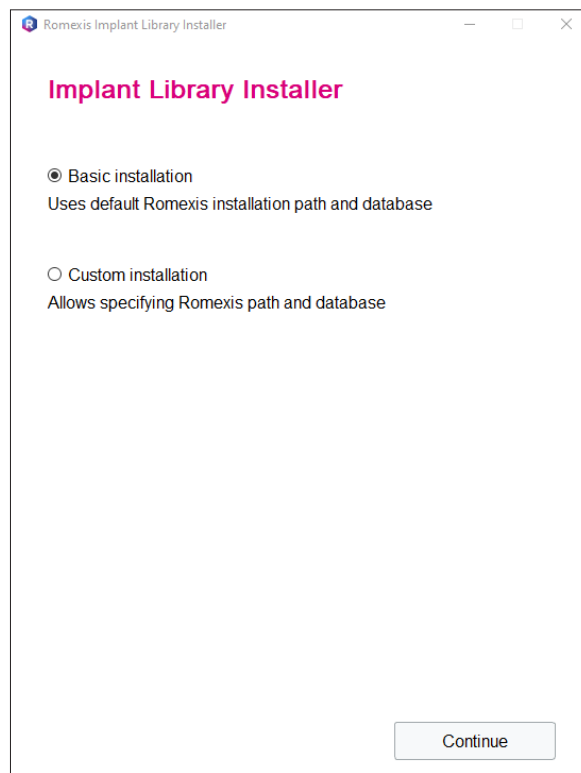 Romexis Implant Library Installer
Implant Library Installer
Basic installation
Uses default Romexis installation path and database
Custom installation
Allows specifying Romexis path and database
Continue